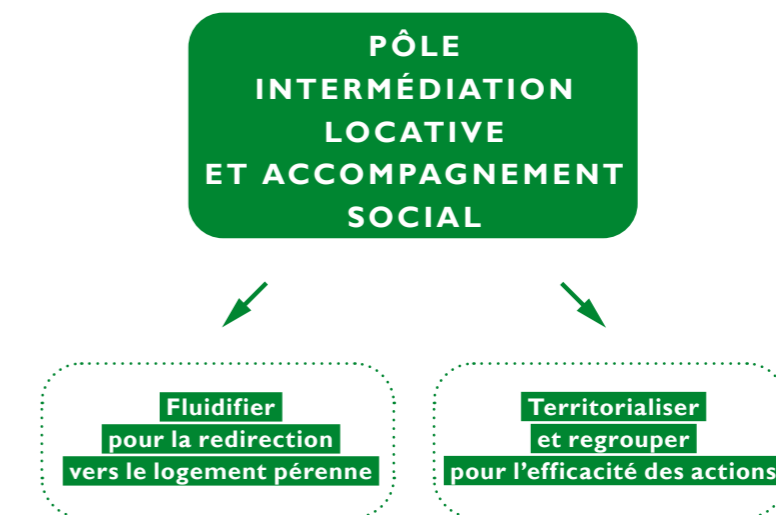 PÔLE
INTERMÉDIATION
LOCATIVE
ET ACCOMPAGNEMENT
SOCIAL
Fluidifier
pour la redirection
vers le logement pérenne
Territorialiser
et regrouper
pour l’efficacité des actions